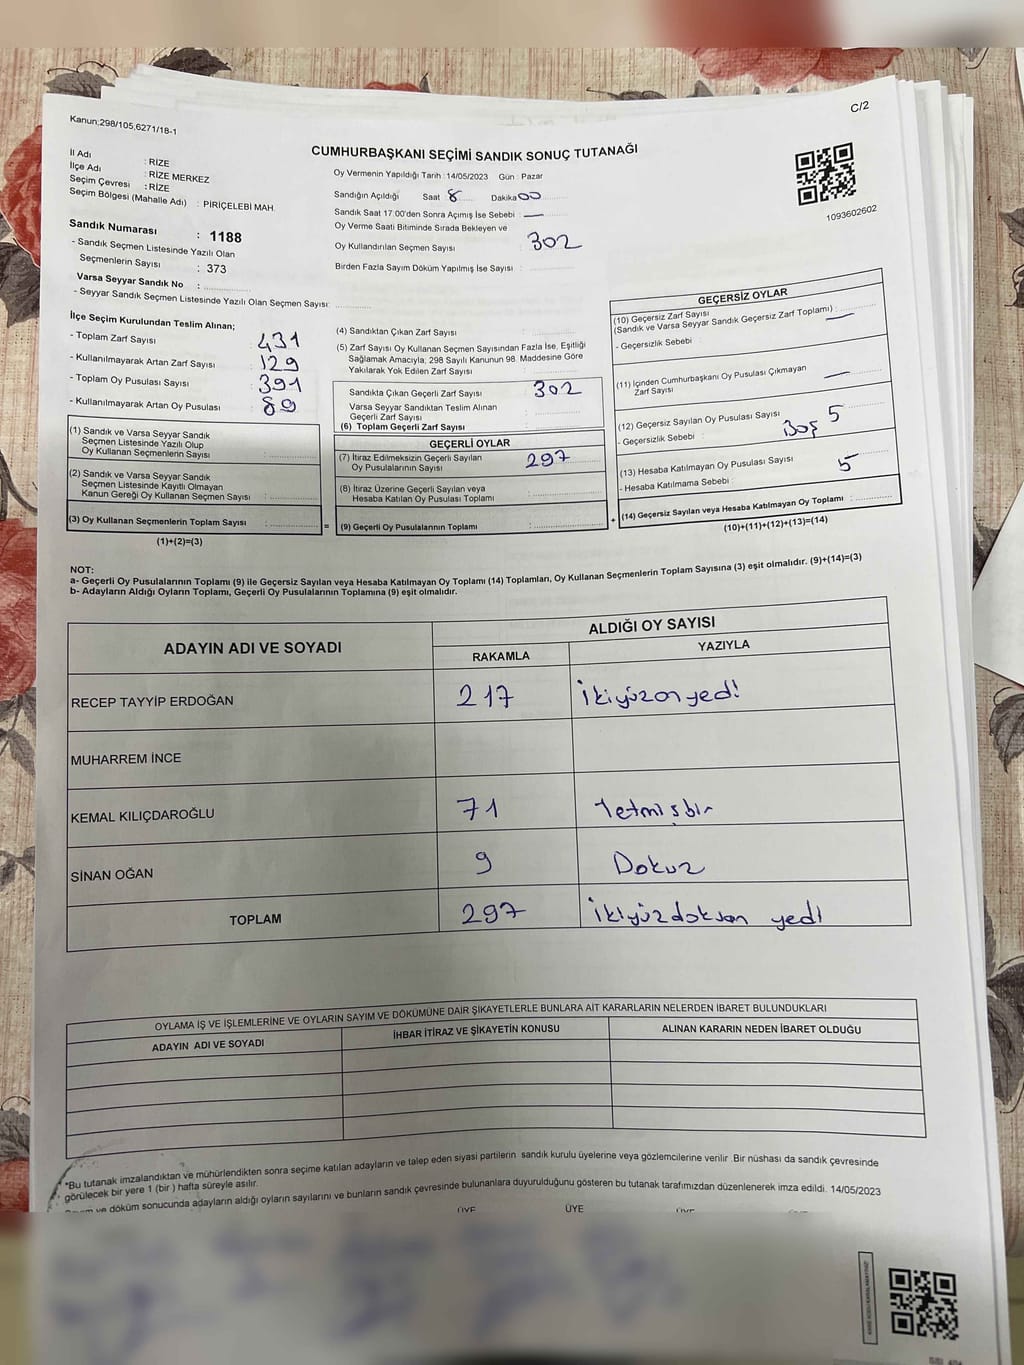 C/2
Kanun;298/105,6271/18-1
CUMHURBAŞKANI SEÇİMİ SANDIK SONUÇ TUTANAĞI
1093602602
İl Adı : RİZE
İlçe Adı : RİZE MERKEZ
Seçim Çevresi : RİZE
Seçim Bölgesi (Mahalle Adı) : PİRİÇELEBİ MAH.
Sandık Numarası : 1188
- Sandık Seçmen Listesinde Yazılı Olan
Seçmenlerin Sayısı : 373
Varsa Seyyar Sandık No :
- Seyyar Sandık Seçmen Listesinde Yazılı Olan Seçmen Sayısı:
Oy Vermenin Yapıldığı Tarih : 14/05/2023 Gün : Pazar
Sandığın Açıldığı Saat 8 Dakika 00
Sandık Saat 17.00'den Sonra Açımış İse Sebebi : —
Oy Verme Saati Bitiminde Sırada Bekleyen ve
Oy Kullandırılan Seçmen Sayısı : 302
Birden Fazla Sayım Döküm Yapılmış İse Sayısı :
İlçe Seçim Kurulundan Teslim Alınan;
- Toplam Zarf Sayısı : 431
- Kullanılmayarak Artan Zarf Sayısı : 129
- Toplam Oy Pusulası Sayısı : 391
- Kullanılmayarak Artan Oy Pusulası : 89
(1) Sandık ve Varsa Seyyar Sandık
Seçmen Listesinde Yazılı Olup
Oy Kullanan Seçmenlerin Sayısı :
(2) Sandık ve Varsa Seyyar Sandık
Seçmen Listesinde Kayıtlı Olmayan
Kanun Gereği Oy Kullanan Seçmen Sayısı :
(3) Oy Kullanan Seçmenlerin Toplam Sayısı :
(1)+(2)=(3)
(4) Sandıktan Çıkan Zarf Sayısı :
(5) Zarf Sayısı Oy Kullanan Seçmen Sayısından Fazla İse, Eşitliği
Sağlamak Amacıyla, 298 Sayılı Kanunun 98. Maddesine Göre
Yakılarak Yok Edilen Zarf Sayısı :
Sandıkta Çıkan Geçerli Zarf Sayısı : 302
Varsa Seyyar Sandıktan Teslim Alınan
Geçerli Zarf Sayısı :
(6) Toplam Geçerli Zarf Sayısı :
GEÇERLİ OYLAR
(7) İtiraz Edilmeksizin Geçerli Sayılan
Oy Pusulalarının Sayısı : 297
(8) İtiraz Üzerine Geçerli Sayılan veya
Hesaba Katılan Oy Pusulası Toplamı :
= (9) Geçerli Oy Pusulalarının Toplamı :
GEÇERSİZ OYLAR
(10) Geçersiz Zarf Sayısı
(Sandık ve Varsa Seyyar Sandık Geçersiz Zarf Toplamı) : —
- Geçersizlik Sebebi
(11) İçinden Cumhurbaşkanı Oy Pusulası Çıkmayan
Zarf Sayısı : —
(12) Geçersiz Sayılan Oy Pusulası Sayısı : 5
- Geçersizlik Sebebi : Boş
(13) Hesaba Katılmayan Oy Pusulası Sayısı : 5
- Hesaba Katılmama Sebebi :
+ (14) Geçersiz Sayılan veya Hesaba Katılmayan Oy Toplamı :
(10)+(11)+(12)+(13)=(14)
NOT:
a- Geçerli Oy Pusulalarının Toplamı (9) ile Geçersiz Sayılan veya Hesaba Katılmayan Oy Toplamı (14) Toplamları, Oy Kullanan Seçmenlerin Toplam Sayısına (3) eşit olmalıdır. (9)+(14)=(3)
b- Adayların Aldığı Oyların Toplamı, Geçerli Oy Pusulalarının Toplamına (9) eşit olmalıdır.
ADAYIN ADI VE SOYADI
ALDIĞI OY SAYISI
RAKAMLA YAZIYLA
RECEP TAYYİP ERDOĞAN 217 İkiyüzonyedi
MUHARREM İNCE
KEMAL KILIÇDAROĞLU 71 Yetmişbir
SİNAN OĞAN 9 Dokuz
TOPLAM 297 İkiyüzdoksan yedi
OYLAMA İŞ VE İŞLEMLERİNE VE OYLARIN SAYIM VE DÖKÜMÜNE DAİR ŞİKAYETLERLE BUNLARA AİT KARARLARIN NELERDEN İBARET BULUNDUKLARI
ADAYIN ADI VE SOYADI İHBAR İTİRAZ VE ŞİKAYETİN KONUSU ALINAN KARARIN NEDEN İBARET OLDUĞU
*Bu tutanak imzalandıktan ve mühürlendikten sonra seçime katılan adayların ve talep eden siyasi partilerin sandık kurulu üyelerine veya gözlemcilerine verilir .Bir nüshası da sandık çevresinde
görülecek bir yere 1 (bir ) hafta süreyle asılır.
ve döküm sonucunda adayların aldığı oyların sayılarını ve bunların sandık çevresinde bulunanlara duyurulduğunu gösteren bu tutanak tarafımızdan düzenlenerek imza edildi. 14/05/2023
ÜYE ÜYE ÜYE